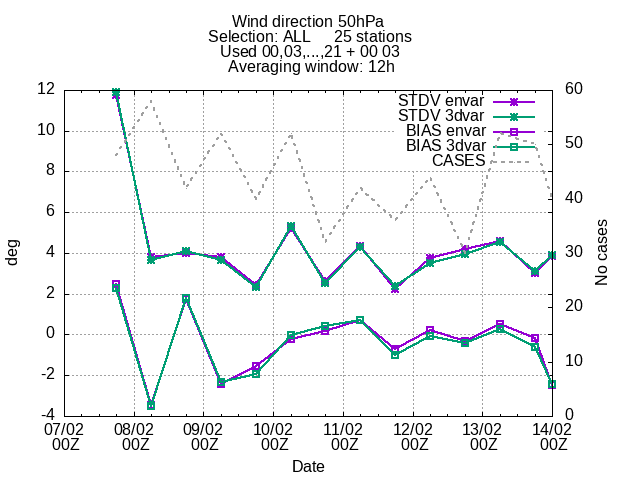 Wind direction 50hPa
Selection: ALL 25 stations
Used 00,03,...,21 + 00 03
Averaging window: 12h
12
10
8
6
4
2
0
-2
-4
deg
60
50
40
30
20
10
0
No cases
STDV envar
STDV 3dvar
BIAS envar
BIAS 3dvar
CASES
07/02 08/02 09/02 10/02 11/02 12/02 13/02 14/02
00Z 00Z 00Z 00Z 00Z 00Z 00Z 00Z
Date